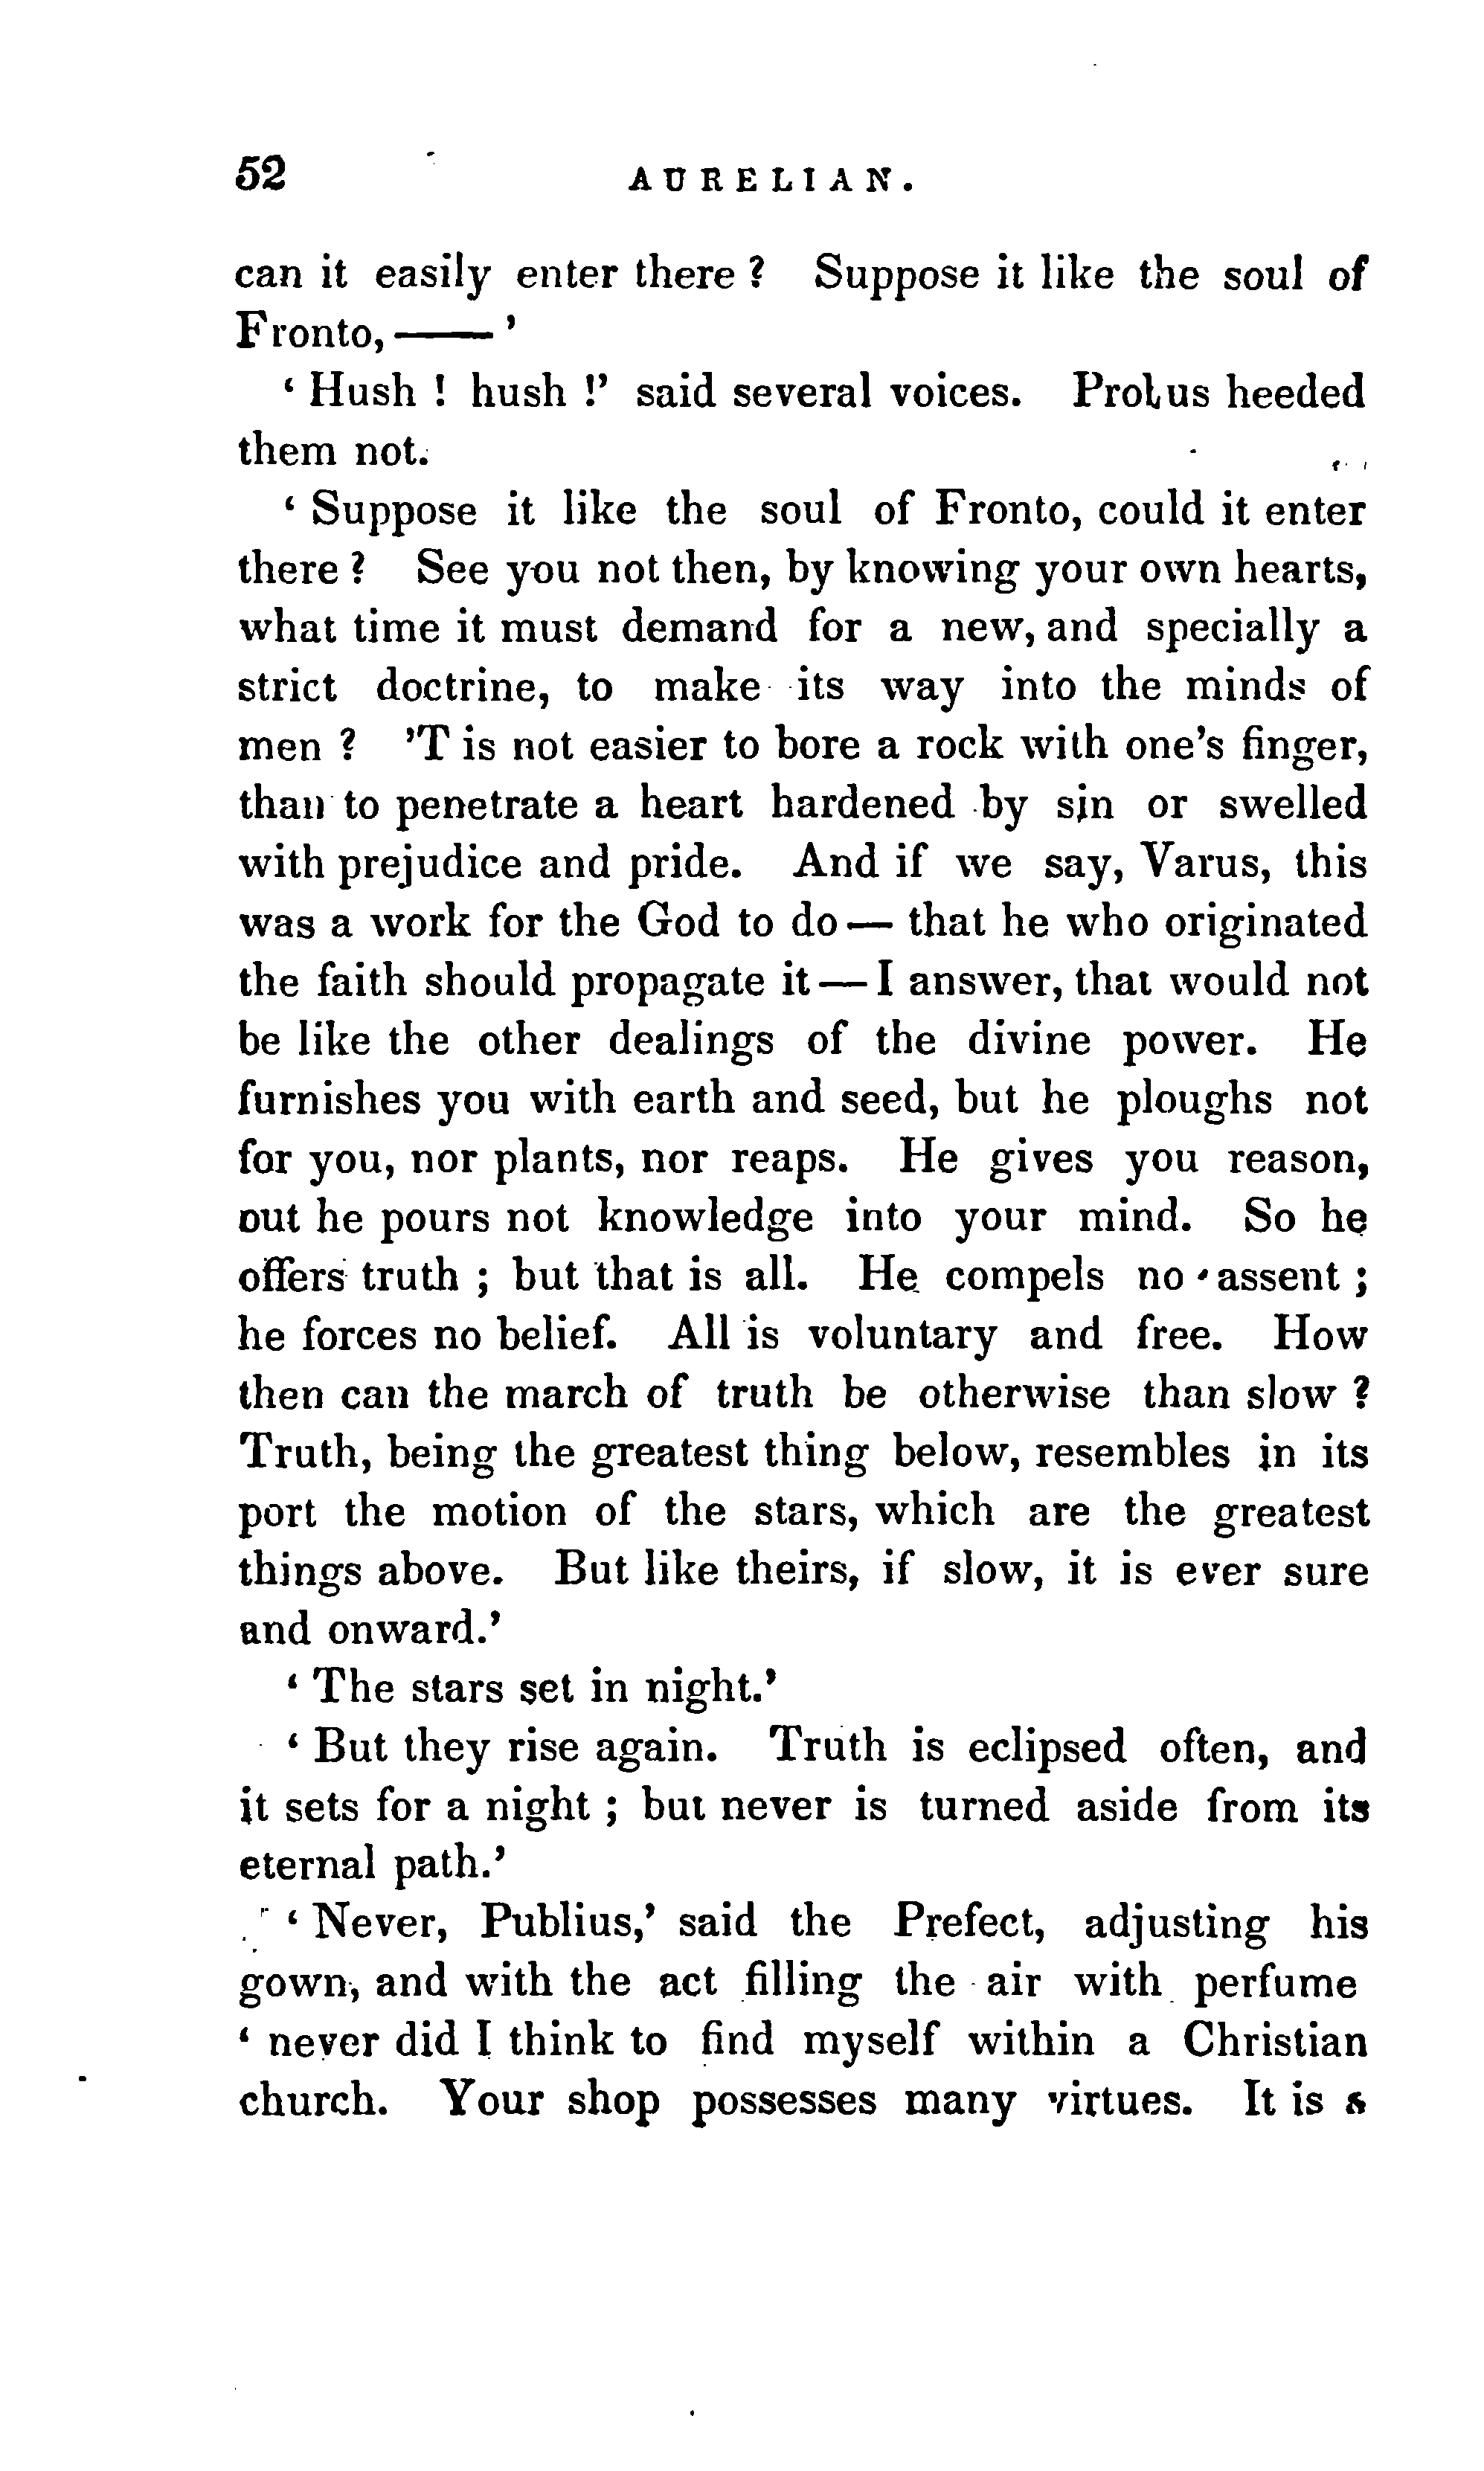 52 AURELIAN.
can it easily enter there? Suppose it like the soul of
Fronto,——'
'Hush! hush!' said several voices. Probus heeded
them not.
'Suppose it like the soul of Fronto, could it enter
there? See you not then, by knowing your own hearts,
what time it must demand for a new, and specially a
strict doctrine, to make its way into the minds of
men? 'T is not easier to bore a rock with one's finger,
than to penetrate a heart hardened by sin or swelled
with prejudice and pride. And if we say, Varus, this
was a work for the God to do — that he who originated
the faith should propagate it — I answer, that would not
be like the other dealings of the divine power. He
furnishes you with earth and seed, but he ploughs not
for you, nor plants, nor reaps. He gives you reason,
but he pours not knowledge into your mind. So he
offers truth; but that is all. He compels no assent;
he forces no belief. All is voluntary and free. How
then can the march of truth be otherwise than slow?
Truth, being the greatest thing below, resembles in its
port the motion of the stars, which are the greatest
things above. But like theirs, if slow, it is ever sure
and onward.'
'The stars set in night.'
'But they rise again. Truth is eclipsed often, and
it sets for a night; but never is turned aside from its
eternal path.'
'Never, Publius,' said the Prefect, adjusting his
gown, and with the act filling the air with perfume
'never did I think to find myself within a Christian
church. Your shop possesses many virtues. It is a